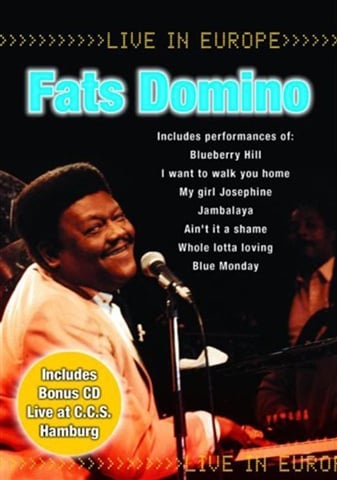 >>>>>>>>>>>LIVE IN EUROPE>>>>>>
Fats Domino
Includes performances of:
Blueberry Hill
I want to walk you home
My girl Josephine
Jambalaya
Ain't it a shame
Whole lotta loving
Blue Monday
Includes
Bonus CD
Live at C.C.S.
Hamburg
>>>>>>>>>>>LIVE IN EURO